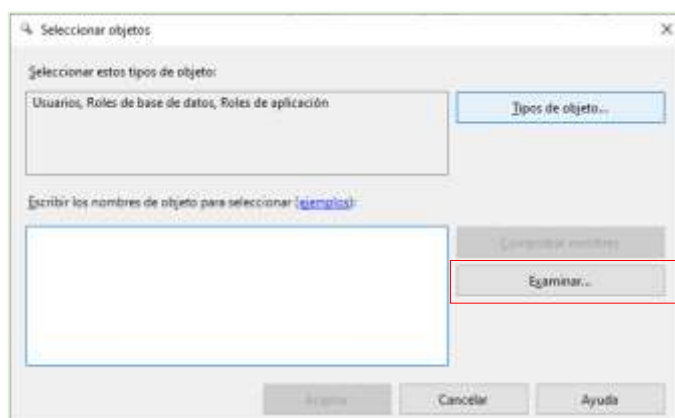 Seleccionar objetos
Seleccionar estos tipos de objeto:
Usuarios, Roles de base de datos, Roles de aplicación
Tipos de objeto...
Escribir los nombres de objeto para seleccionar (ejemplos):
Comprobar nombres
Examinar...
Aceptar
Cancelar
Ayuda